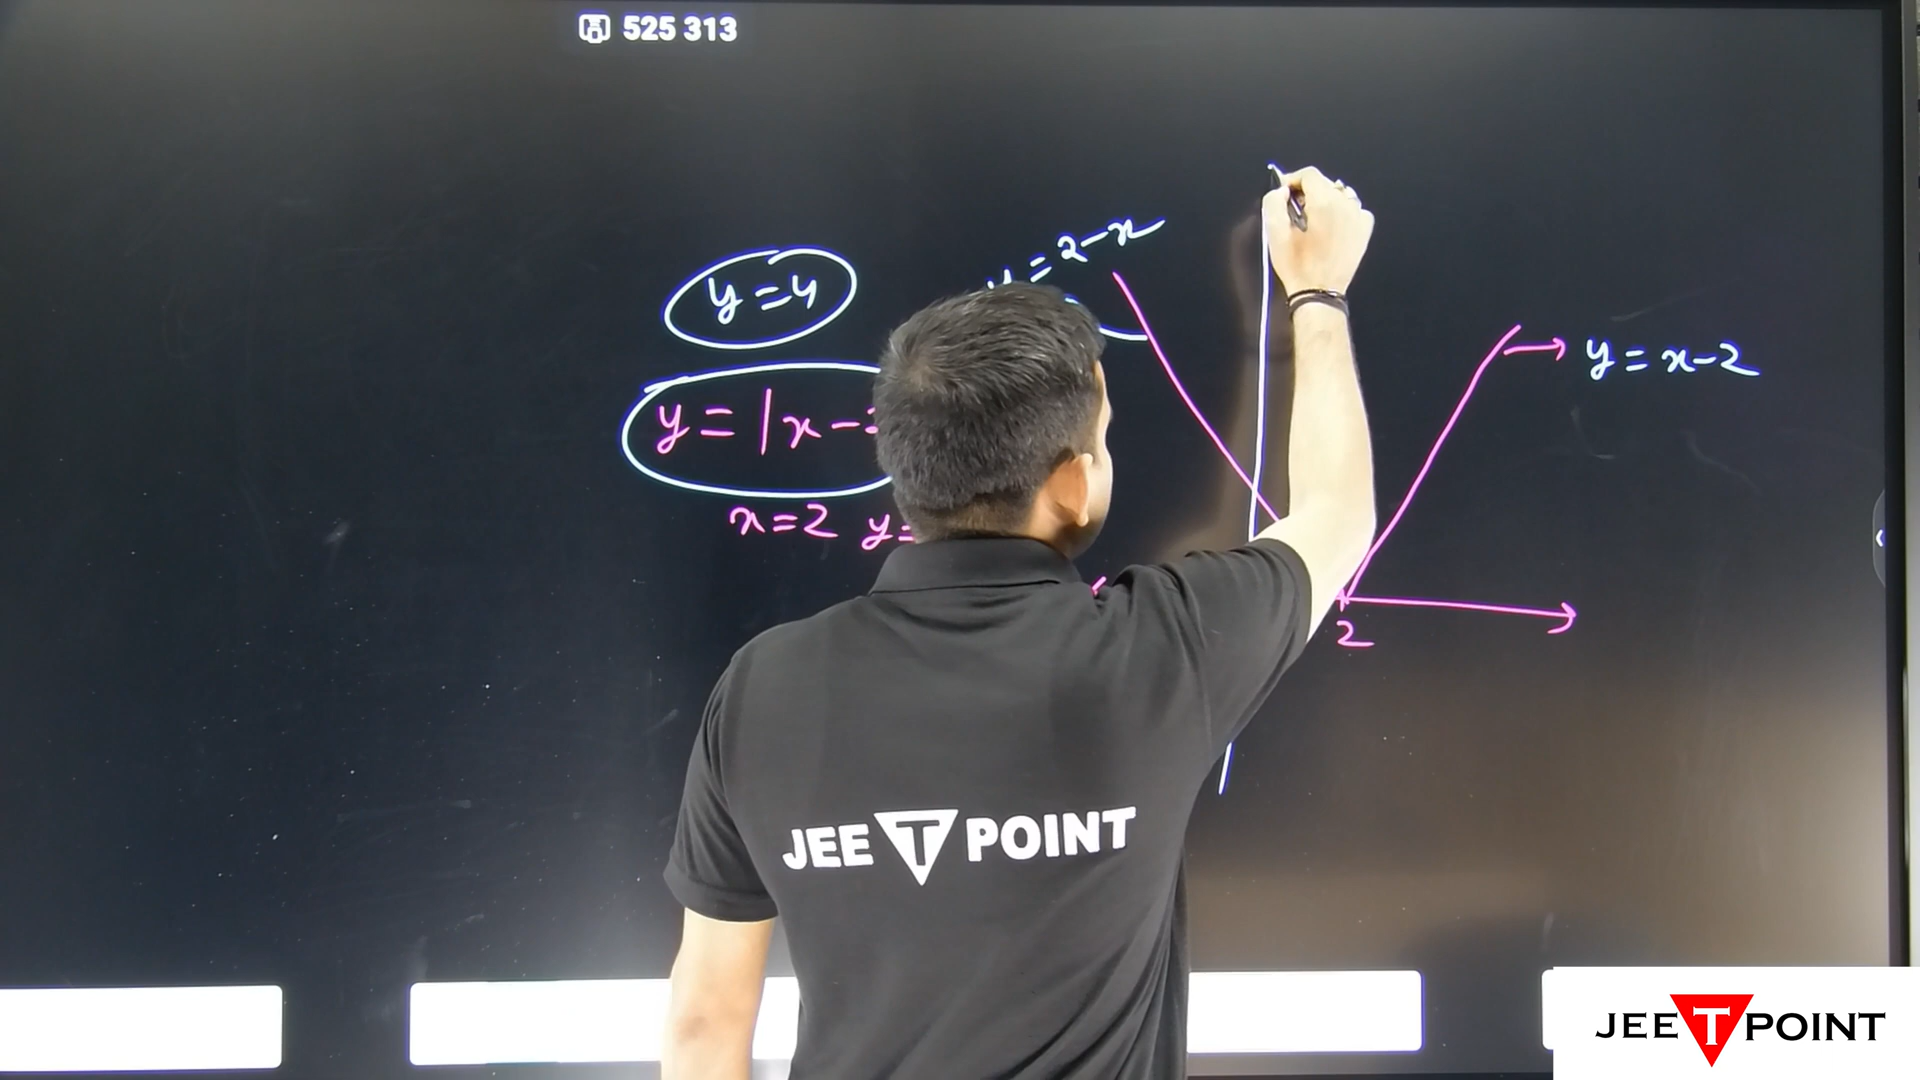 525 313
y = 2-x
y = 4
y = x-2
y = |x-
x = 2 y =
2
JEE T POINT
JEE T POINT